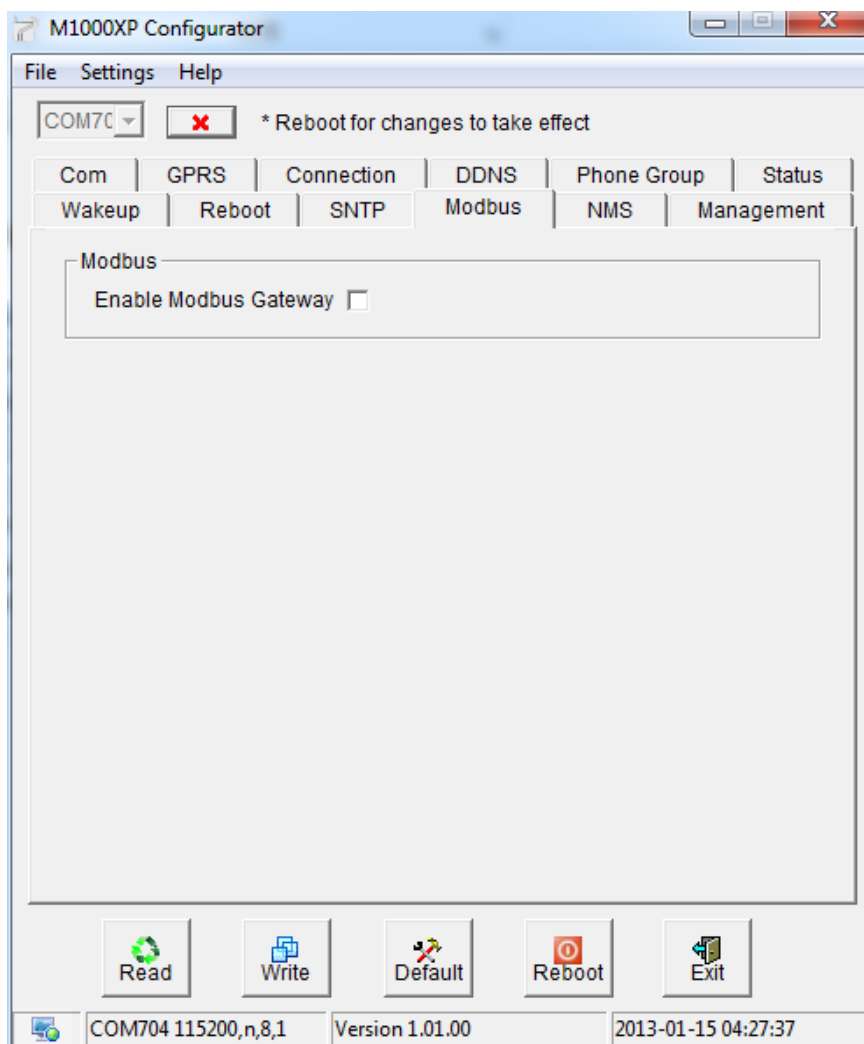 M1000XP Configurator
File Settings Help
COM70 * Reboot for changes to take effect
Com GPRS Connection DDNS Phone Group Status
Wakeup Reboot SNTP Modbus NMS Management
Modbus
Enable Modbus Gateway
Read Write Default Reboot Exit
COM704 115200,n,8,1 Version 1.01.00 2013-01-15 04:27:37